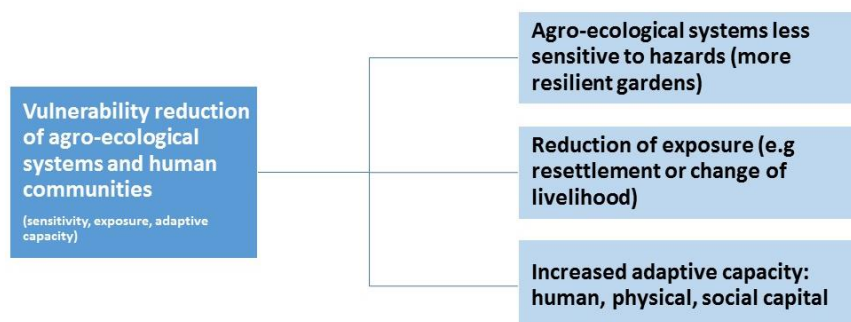 Vulnerability reduction
of agro-ecological
systems and human
communities
(sensitivity, exposure, adaptive
capacity)
Agro-ecological systems less
sensitive to hazards (more
resilient gardens)
Reduction of exposure (e.g
resettlement or change of
livelihood)
Increased adaptive capacity:
human, physical, social capital